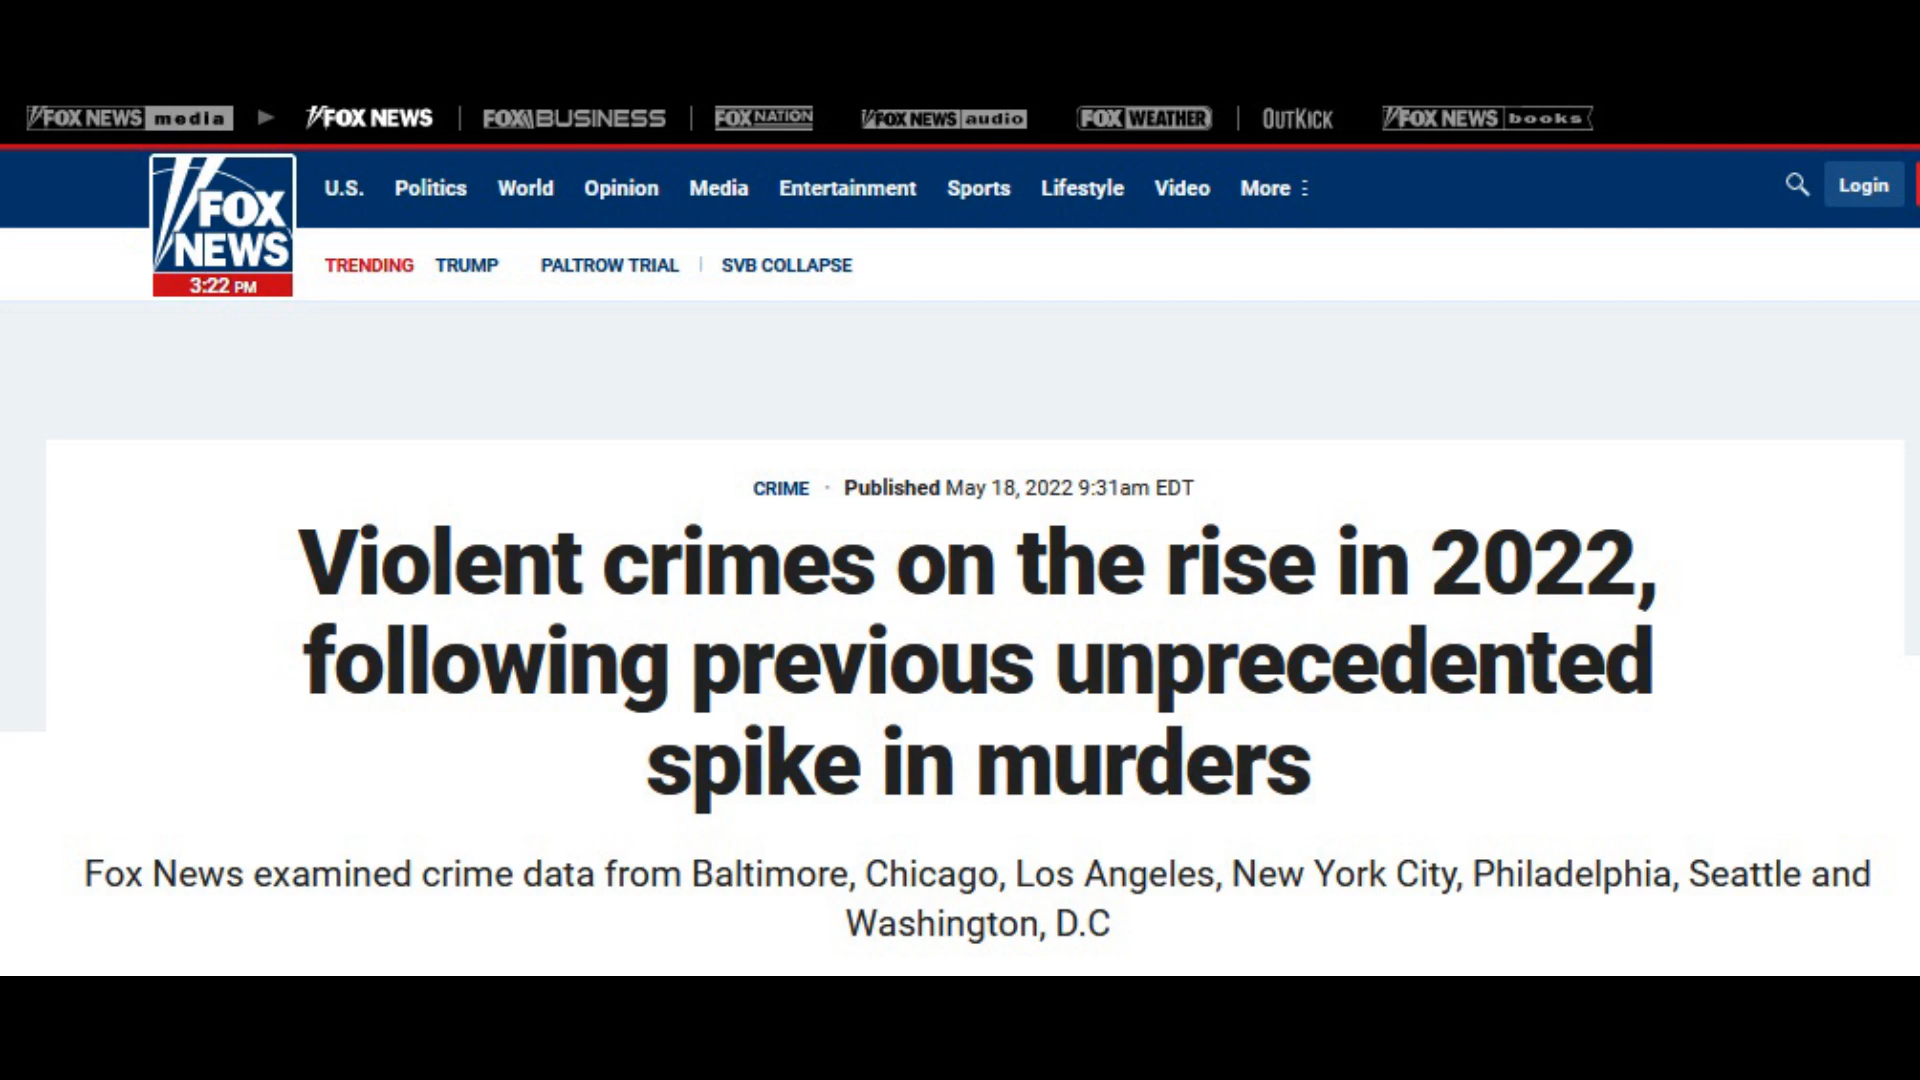 FOX NEWS media FOX NEWS FOX BUSINESS FOX NATION FOX NEWS audio FOX WEATHER OUTKICK FOX NEWS books
FOX
NEWS
3:22 PM
U.S. Politics World Opinion Media Entertainment Sports Lifestyle Video More Login
TRENDING TRUMP PALTROW TRIAL SVB COLLAPSE
CRIME · Published May 18, 2022 9:31am EDT
Violent crimes on the rise in 2022,
following previous unprecedented
spike in murders
Fox News examined crime data from Baltimore, Chicago, Los Angeles, New York City, Philadelphia, Seattle and
Washington, D.C